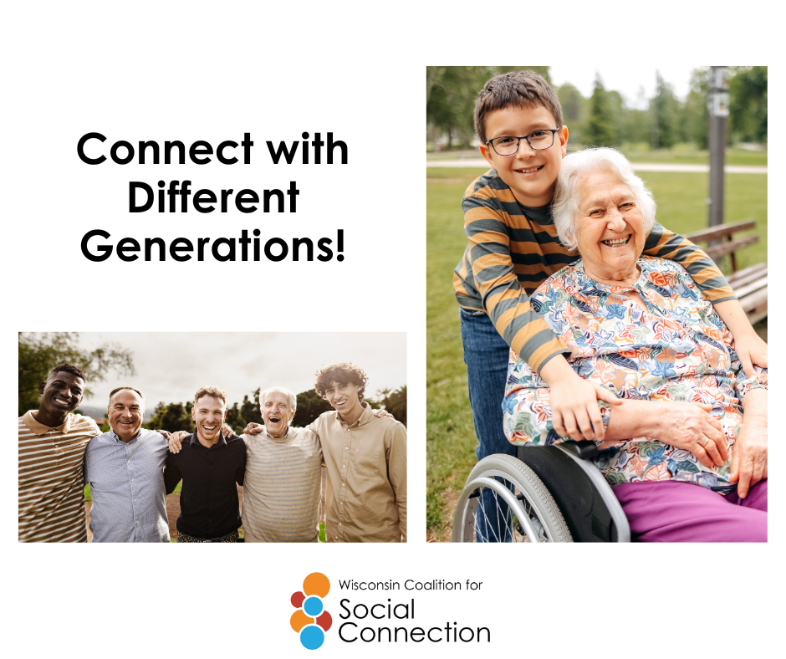 Connect with
Different
Generations!
Wisconsin Coalition for
Social
Connection